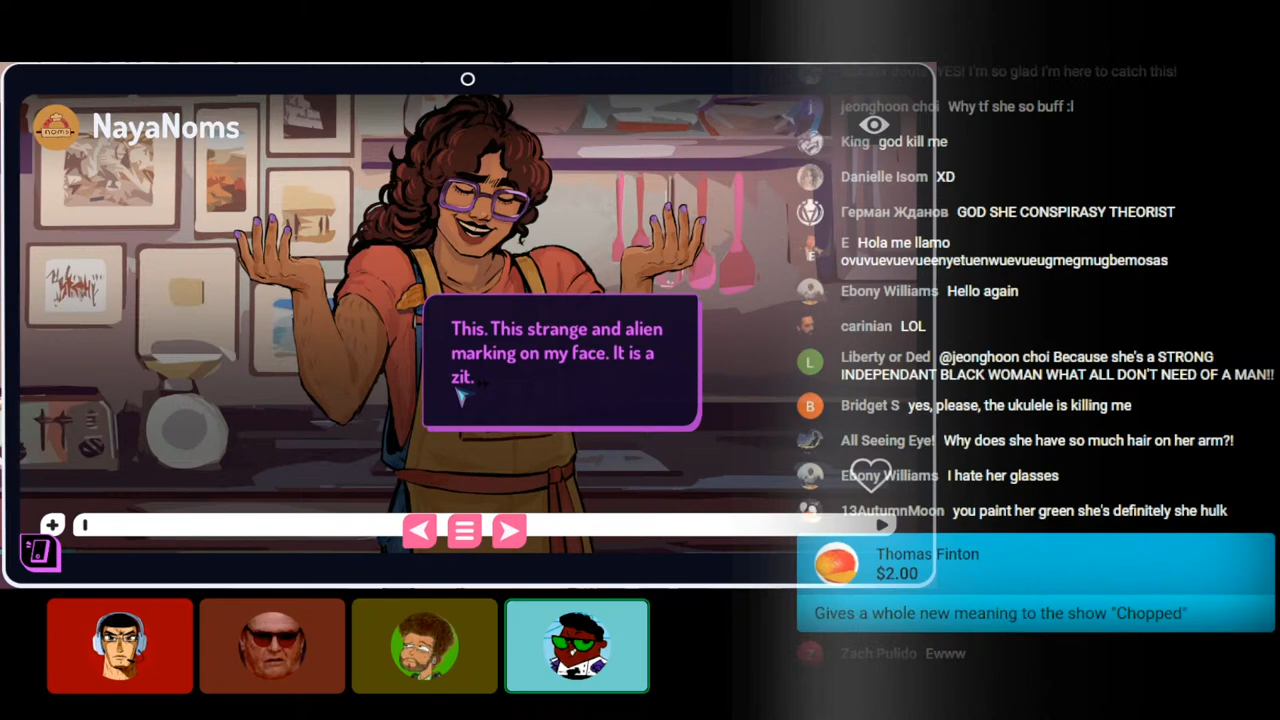 NayaNoms
noms
This. This strange and alien
marking on my face. It is a
zit.
YES! I'm so glad I'm here to catch this!
jeonghoon choi Why tf she so buff :l
King god kill me
Danielle Isom XD
Герман Жданов GOD SHE CONSPIRASY THEORIST
E Hola me llamo
ovuvuevuevueenyetuenwuevueugmegmugbemosas
Ebony Williams Hello again
carinian LOL
L Liberty or Ded @jeonghoon choi Because she's a STRONG
INDEPENDANT BLACK WOMAN WHAT ALL DON'T NEED OF A MAN!!
B Bridget S yes, please, the ukulele is killing me
All Seeing Eye! Why does she have so much hair on her arm?!
Ebony Williams I hate her glasses
13AutumnMoon you paint her green she's definitely she hulk
Thomas Finton
$2.00
Gives a whole new meaning to the show "Chopped"
Z Zach Pulido Ewww